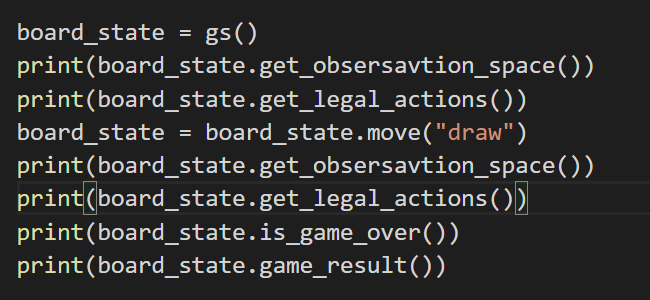 board_state = gs()
print(board_state.get_obsersavtion_space())
print(board_state.get_legal_actions())
board_state = board_state.move("draw")
print(board_state.get_obsersavtion_space())
print(board_state.get_legal_actions())
print(board_state.is_game_over())
print(board_state.game_result())